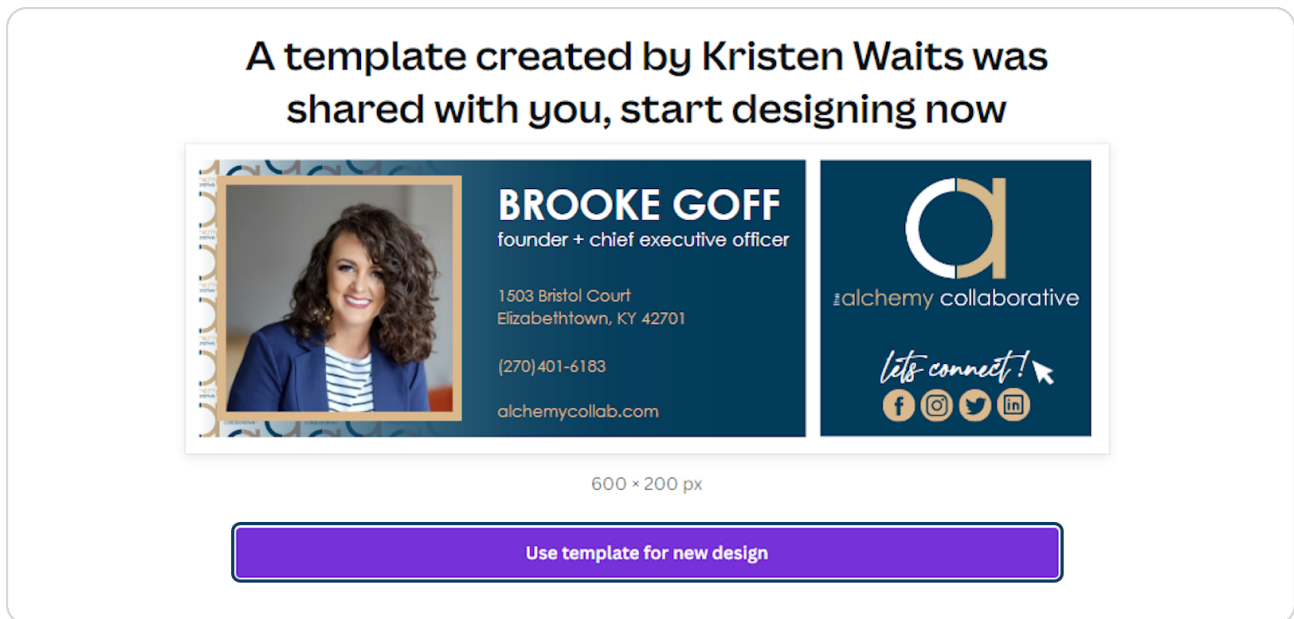 A template created by Kristen Waits was
shared with you, start designing now
BROOKE GOFF
founder + chief executive officer
1503 Bristol Court
Elizabethtown, KY 42701
(270)401-6183
alchemycollab.com
a
the alchemy collaborative
lets connect!
600 × 200 px
Use template for new design